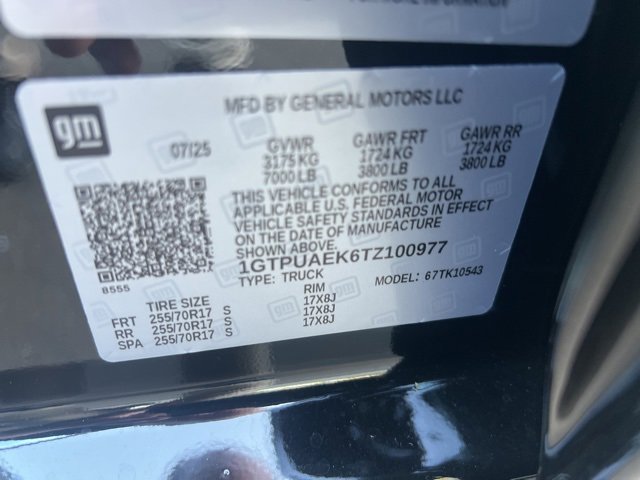 gm
MFD BY GENERAL MOTORS LLC
07/25 GVWR GAWR FRT GAWR RR
3175 KG 1724 KG 1724 KG
7000 LB 3800 LB 3800 LB
THIS VEHICLE CONFORMS TO ALL
APPLICABLE U.S. FEDERAL MOTOR
VEHICLE SAFETY STANDARDS IN EFFECT
ON THE DATE OF MANUFACTURE
SHOWN ABOVE.
1GTPUAEK6TZ100977
8555 TYPE: TRUCK MODEL: 67TK10543
TIRE SIZE RIM
FRT 255/70R17 S 17X8J
RR 255/70R17 S 17X8J
SPA 255/70R17 S 17X8J